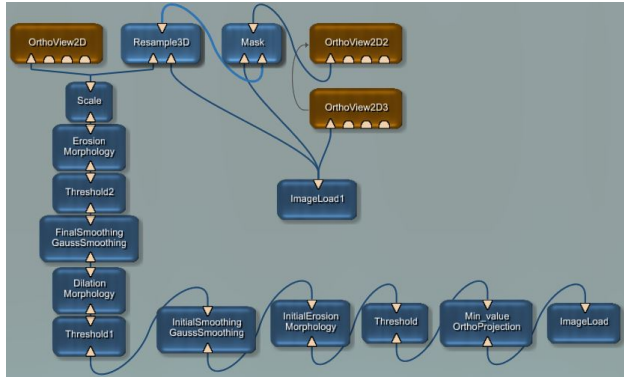 OrthoView2D
Resample3D
Mask
OrthoView2D2
OrthoView2D3
Scale
Erosion
Morphology
Threshold2
ImageLoad1
FinalSmoothing
GaussSmoothing
Dilation
Morphology
Threshold1
InitialSmoothing
GaussSmoothing
InitialErosion
Morphology
Threshold
Min_value
OrthoProjection
ImageLoad